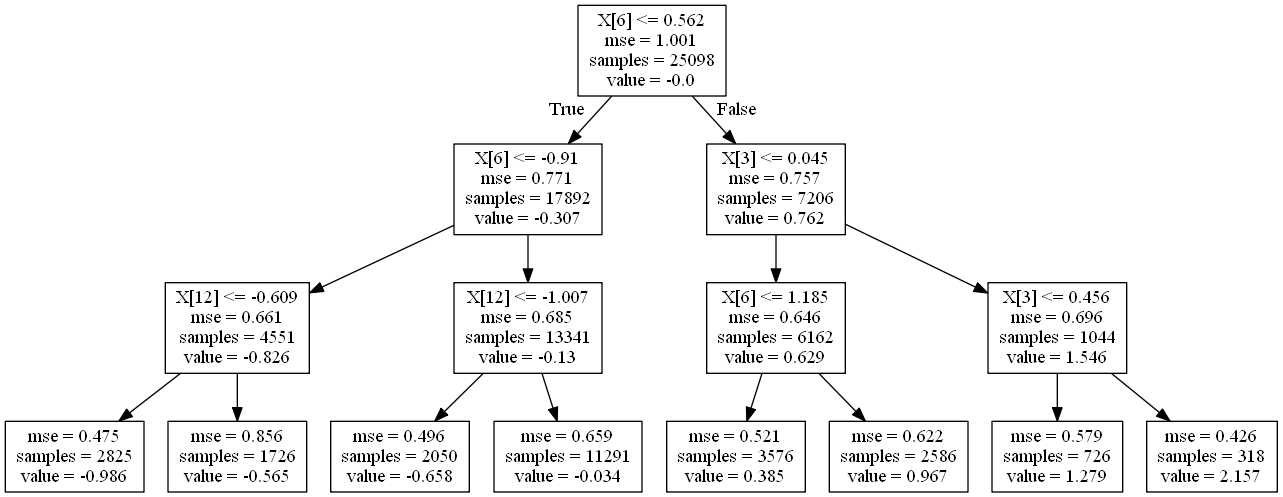 X[6] <= 0.562
mse = 1.001
samples = 25098
value = -0.0
True
False
X[6] <= -0.91
mse = 0.771
samples = 17892
value = -0.307
X[3] <= 0.045
mse = 0.757
samples = 7206
value = 0.762
X[12] <= -0.609
mse = 0.661
samples = 4551
value = -0.826
X[12] <= -1.007
mse = 0.685
samples = 13341
value = -0.13
X[6] <= 1.185
mse = 0.646
samples = 6162
value = 0.629
X[3] <= 0.456
mse = 0.696
samples = 1044
value = 1.546
mse = 0.475
samples = 2825
value = -0.986
mse = 0.856
samples = 1726
value = -0.565
mse = 0.496
samples = 2050
value = -0.658
mse = 0.659
samples = 11291
value = -0.034
mse = 0.521
samples = 3576
value = 0.385
mse = 0.622
samples = 2586
value = 0.967
mse = 0.579
samples = 726
value = 1.279
mse = 0.426
samples = 318
value = 2.157